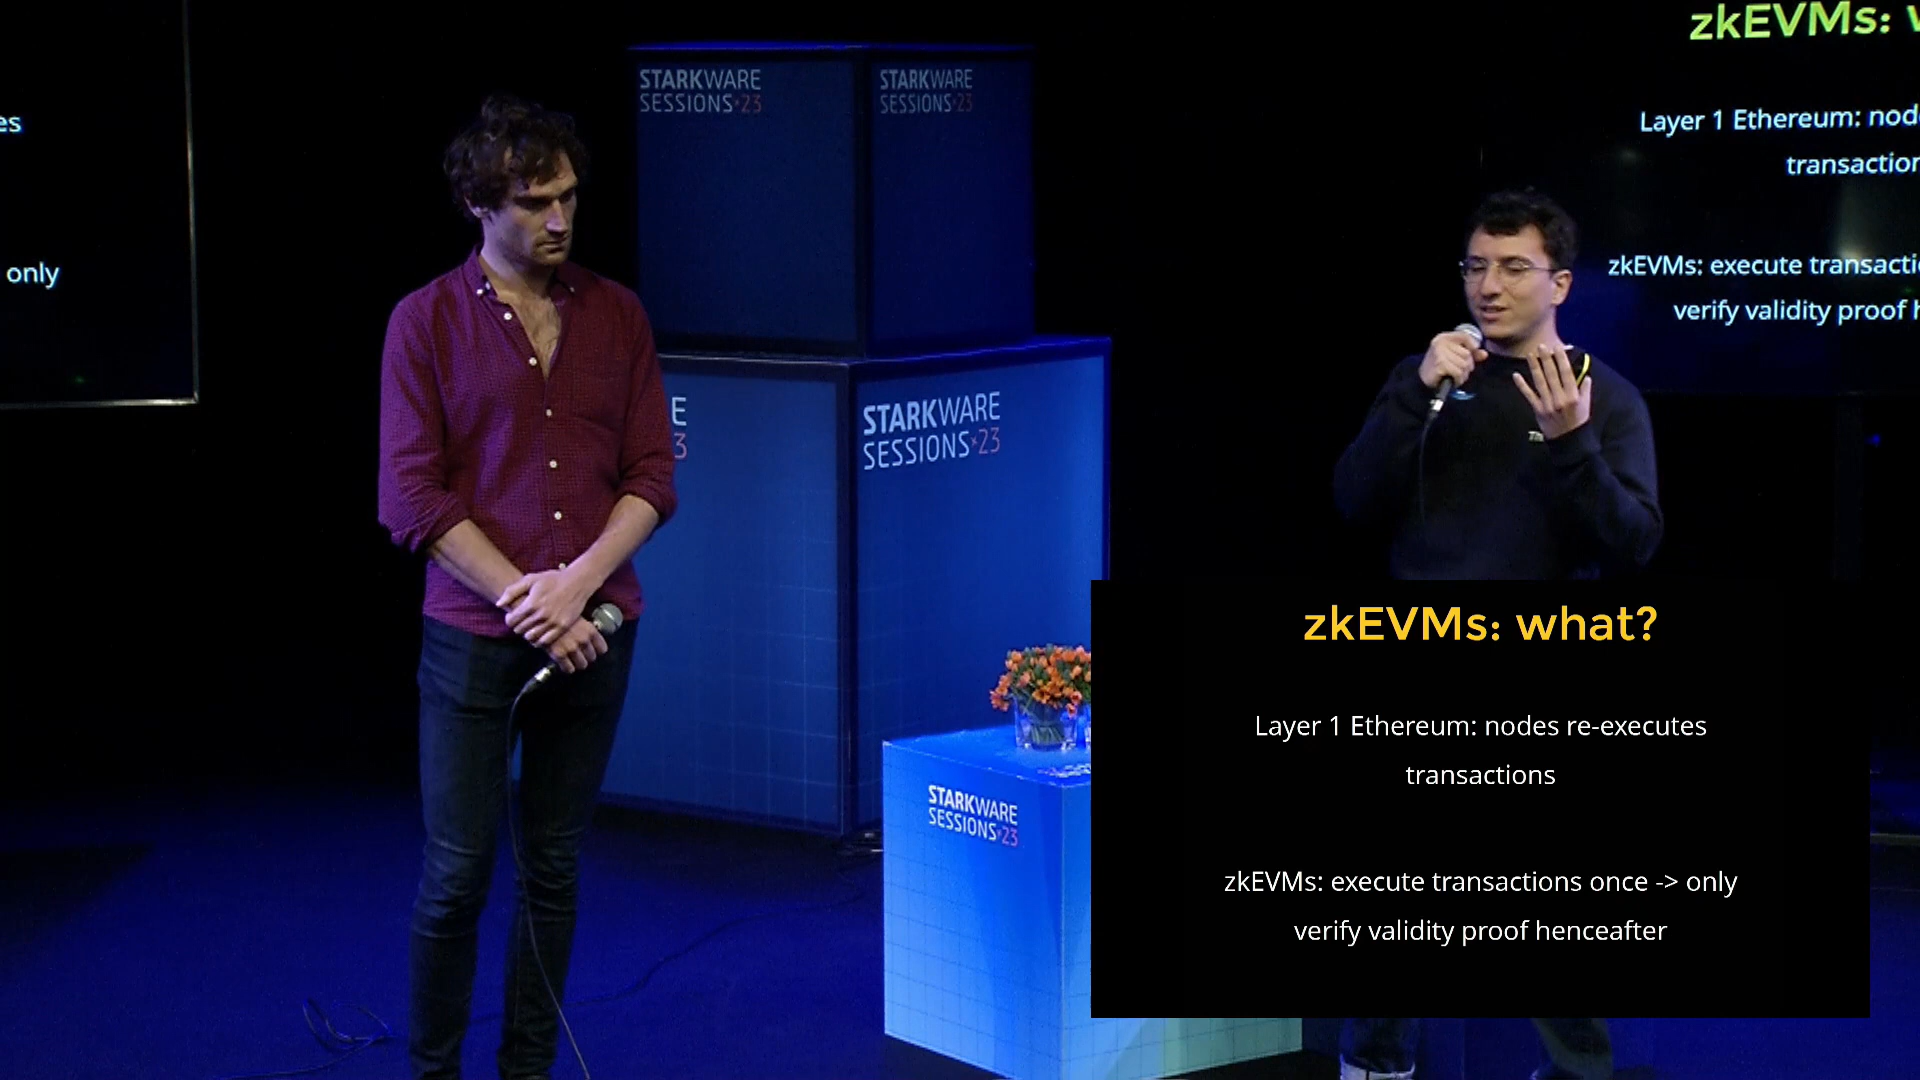 es
only
STARKWARE
SESSIONS×23
STARKWARE
SESSIONS×23
E
3
STARKWARE
SESSIONS×23
STARKWARE
SESSIONS×23
zkEVMs:
Layer 1 Ethereum: nod
transaction
zkEVMs: execute transacti
verify validity proof
zkEVMs: what?
Layer 1 Ethereum: nodes re-executes
transactions
zkEVMs: execute transactions once -> only
verify validity proof henceafter